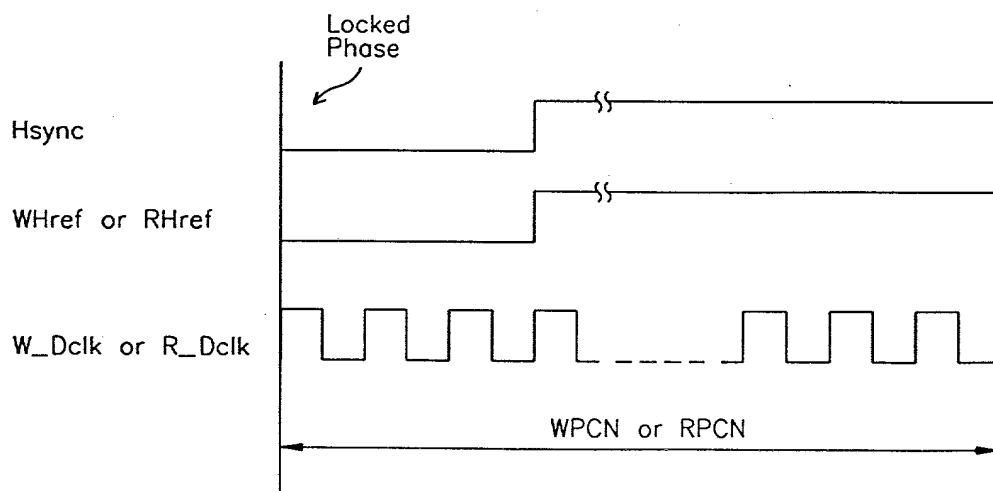 Locked
Phase
Hsync
WHref or RHref
W_Dclk or R_Dclk
WPCN or RPCN